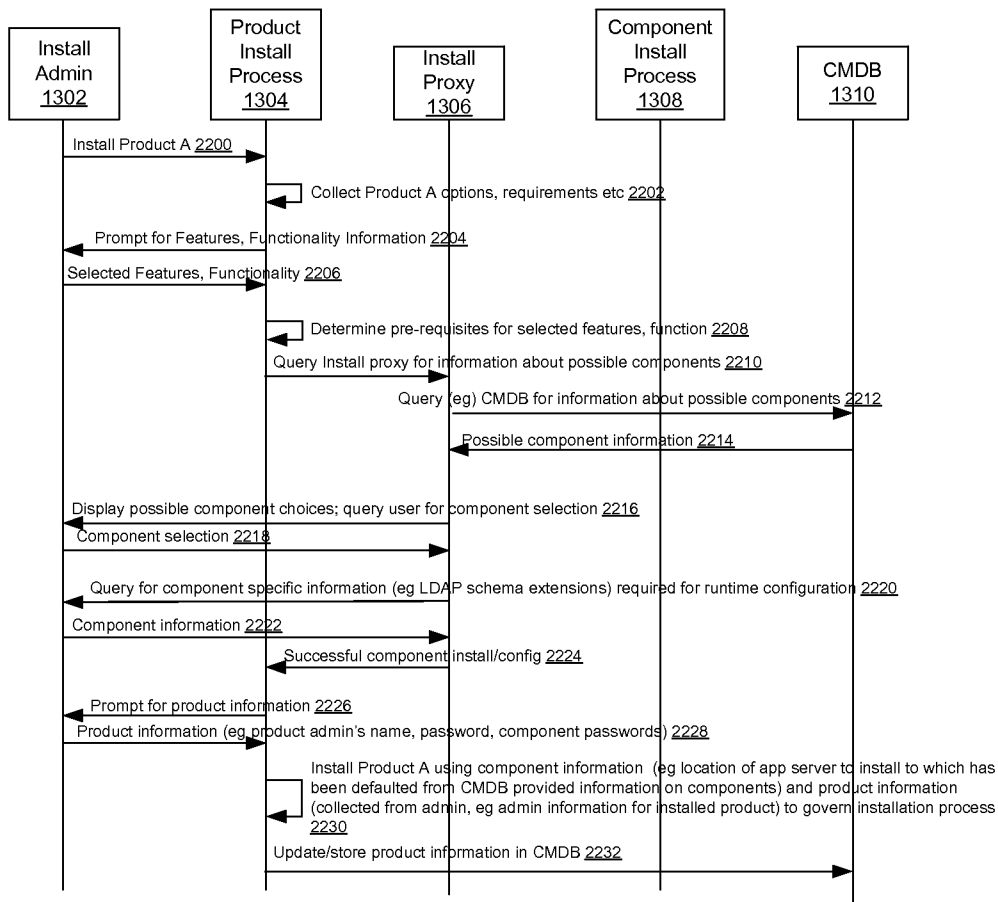 Install
Admin
1302
Product
Install
Process
1304
Install
Proxy
1306
Component
Install
Process
1308
CMDB
1310
Install Product A 2200
Collect Product A options, requirements etc 2202
Prompt for Features, Functionality Information 2204
Selected Features, Functionality 2206
Determine pre-requisites for selected features, function 2208
Query Install proxy for information about possible components 2210
Query (eg) CMDB for information about possible components 2212
Possible component information 2214
Display possible component choices; query user for component selection 2216
Component selection 2218
Query for component specific information (eg LDAP schema extensions) required for runtime configuration 2220
Component information 2222
Successful component install/config 2224
Prompt for product information 2226
Product information (eg product admin's name, password, component passwords) 2228
Install Product A using component information (eg location of app server to install to which has
been defaulted from CMDB provided information on components) and product information
(collected from admin, eg admin information for installed product) to govern installation process
2230
Update/store product information in CMDB 2232